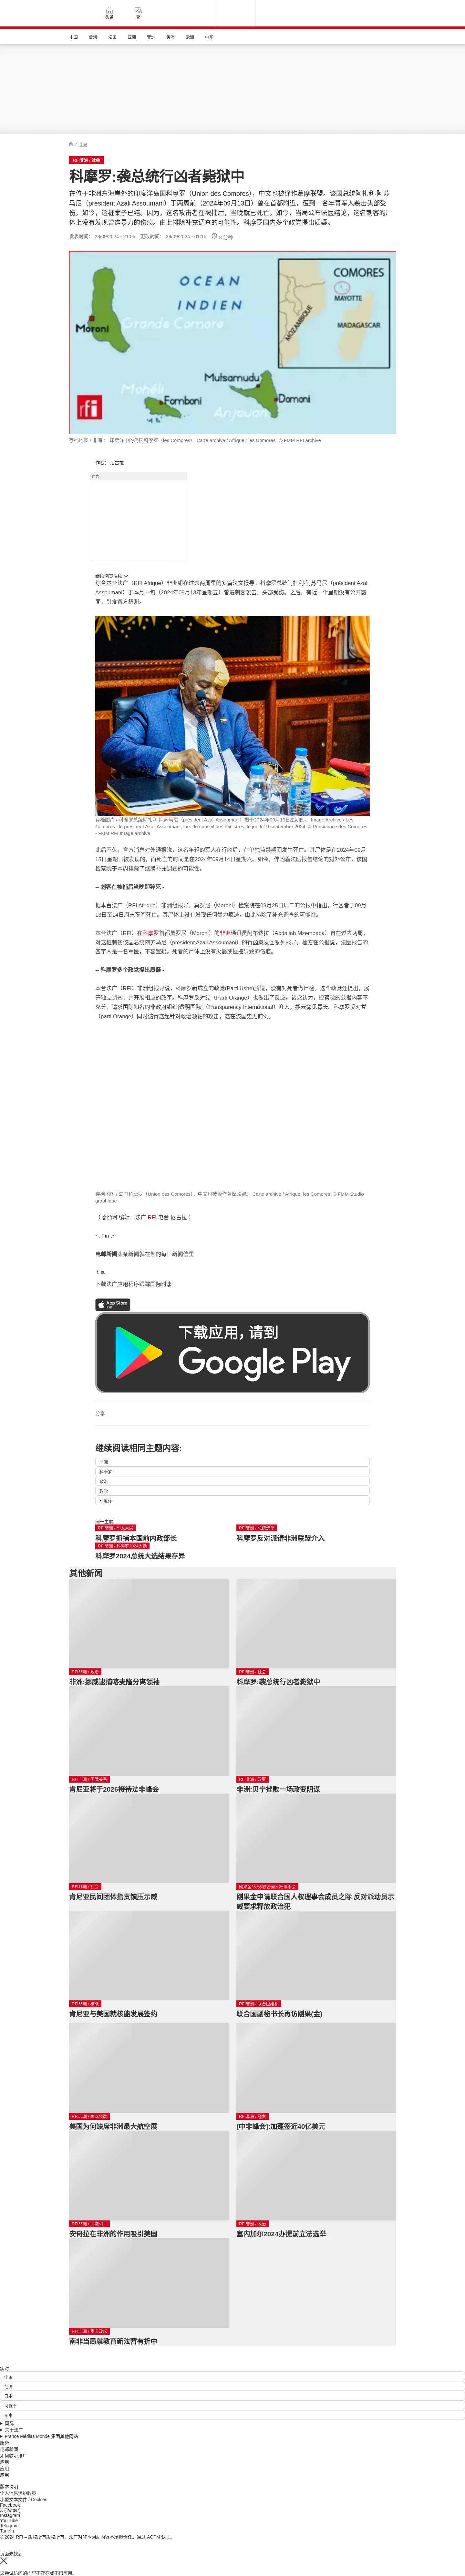 头条
繁
中国
台海
法国
亚洲
非洲
美洲
欧洲
中东
/ 非洲
RFI非洲 / 社会
科摩罗:袭总统行凶者毙狱中
在位于非洲东海岸外的印度洋岛国科摩罗（Union des Comores），中文也被译作葛摩联盟。该国总统阿扎利·阿苏
马尼（président Azali Assoumani）于两周前（2024年09月13日）曾在首都附近，遭到一名年青军人袭击头部受
伤。如今，这桩案子已结。因为，这名攻击者在被捕后，当晚就已死亡。如今，当局公布法医结论，这名刺客的尸
体上没有发现曾遭暴力的伤痕。由此排除补充调查的可能性。科摩罗国内多个政党提出质疑。
发表时间： 28/09/2024 - 21:05 更改时间： 29/09/2024 - 01:15
分钟
OCEAN
INDIEN
COMORES
MAYOTTE
MOZAMBIQUE
MADAGASCAR
Grande Comore
Moroni
Mutsamudu
Mohéli
Fomboni
Domoni
Anjouan
rfi
存档地图 / 非洲 ： 印度洋中的岛国科摩罗（les Comores） Carte archive / Afrique : les Comores. © FMM RFI archive
作者： 尼古拉
广告
继续浏览后续
综合本台法广（RFI Afrique）非洲组在过去两周里的多篇法文报导。科摩罗总统阿扎利·阿苏马尼（président Azali
Assoumani）于本月中旬（2024年09月13年星期五）曾遭刺客袭击，头部受伤。之后，有近一个星期没有公开露
面。引发各方猜测。
存档图片 / 科摩罗总统阿扎利·阿苏马尼（président Azali Assoumani）摄于2024年09月19日星期四。 Image Archive / Les
Comores : le président Azali Assoumani, lors du conseil des ministres, le jeudi 19 septembre 2024. © Présidence des Comores
- FMM RFI Image archive
此后不久，官方消息对外通报说，这名年轻的军人在行凶后，在单独监禁期间发生死亡。其尸体是在2024年09月
15日星期日被发现的，而死亡的时间是在2024年09月14日星期六。如今，伴随着法医报告结论的对外公布，该国
检察院于本周排除了继续复杂调查的可能性。
-- 刺客在被捕后当晚即猝死 -
据本台法广（RFI Afrique）非洲组报导，莫罗尼（Moroni）检察院在09月25日周二的公报中指出，行凶者于09月
13日至14日周末夜间死亡。其尸体上没有发现任何暴力痕迹，由此排除了补充调查的可能性。
本台法广（RFI）在科摩罗首都莫罗尼（Moroni）的非洲通讯员阿布达拉（Abdallah Mzembaba）曾在过去两周，
对这桩刺伤该国总统阿苏马尼（président Azali Assoumani）的行凶案发回系列报导。检方在公报说，法医报告的
签字人是一名军医，不容置疑。死者的尸体上没有火器或拴缘导致的伤痕。
-- 科摩罗多个政党提出质疑 -
本台法广（RFI）非洲组报导说，科摩罗新成立的政党(Parti Ushe)质疑，没有对死者做尸检。这个政党还提出，展
开独立调查，并开展相应的改革。科摩罗反对党（Parti Orange）也做出了反应。该党认为，检察院的公报内容不
充分，请求国际知名的非政府组织[透明国际]（Transparency International）介入，拨云雾见青天。科摩罗反对党
（parti Orange）同时谴责这起针对政治领袖的攻击，这在该国史无前例。
存档地图 / 岛国科摩罗（Union des Comores），中文也被译作葛摩联盟。 Carte archive / Afrique: les Comores. © FMM Studio
graphique
（ 翻译和编辑：法广 RFI 电台 尼古拉 ）
~. Fin .~
电邮新闻头条新闻就在您的每日新闻信里
订阅
下载法广应用程序跟踪国际时事
App Store
下载应用，请到
Google Play
分享 :
继续阅读相同主题内容:
非洲
科摩罗
政治
政党
印度洋
同一主题
RFI非洲 / 印太大局
科摩罗抓捕本国前内政部长
RFI非洲 / 总统选举
科摩罗反对派请非洲联盟介入
RFI非洲 / 科摩罗2024大选
科摩罗2024总统大选结果存异
其他新闻
RFI非洲 / 政治
非洲:挪威逮捕喀麦隆分离领袖
RFI非洲 / 社会
科摩罗:袭总统行凶者毙狱中
RFI非洲 / 国际关系
肯尼亚将于2026接待法非峰会
RFI非洲 / 政变
非洲:贝宁挫败一场政变阴谋
RFI非洲 / 社会
肯尼亚民间团体指责镇压示威
刚果金/人权/联合国人权理事会
刚果金申请联合国人权理事会成员之际 反对派动员示
威要求释放政治犯
RFI非洲 / 核能
肯尼亚与美国就核能发展签约
RFI非洲 / 联合国维和
联合国副秘书长再访刚果(金)
RFI非洲 / 国际攻展
美国为何缺席非洲最大航空展
RFI非洲 / 经贸
[中非峰会]:加蓬签近40亿美元
RFI非洲 / 区域和平
安哥拉在非洲的作用吸引美国
RFI非洲 / 政治
塞内加尔2024办提前立法选举
RFI非洲 / 南非政坛
南非当局就教育新法暂有折中
实时
中国
经济
日本
习近平
军事
国际
关于法广
France Médias Monde 集团其他网站
服务
电邮新闻
如何收听法广
应用
应用
应用
版本说明
个人信息保护政策
小型文本文件 / Cookies
Facebook
X (Twitter)
Instagram
YouTube
Telegram
TuneIn
© 2024 RFI – 版权所有版权所有。法广对非本网站内容不承担责任。通过 ACPM 认证。
页面未找到
您尝试访问的内容不存在或不再可用。